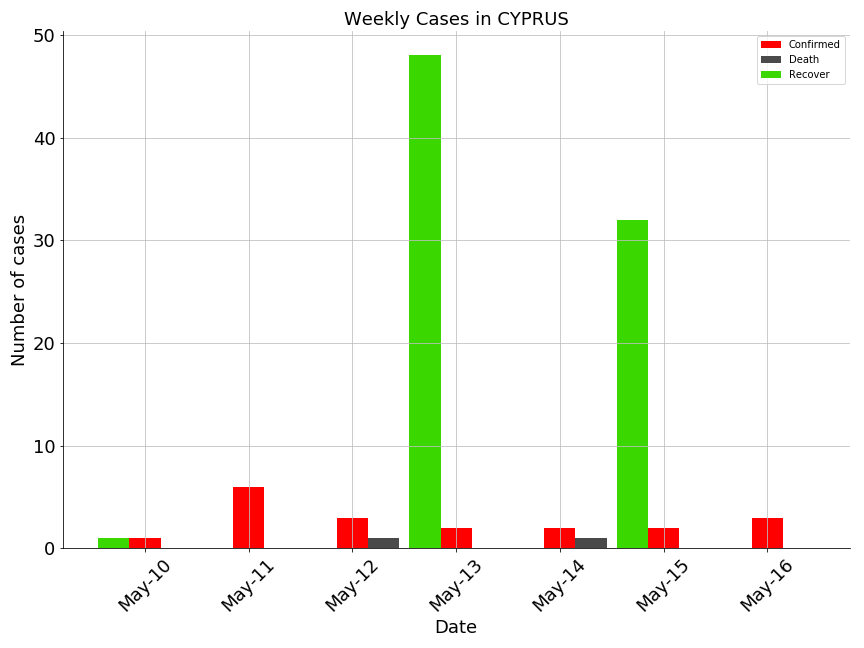 Weekly Cases in CYPRUS
Confirmed
Death
Recover
Number of cases
50
40
30
20
10
0
May-10
May-11
May-12
May-13
May-14
May-15
May-16
Date